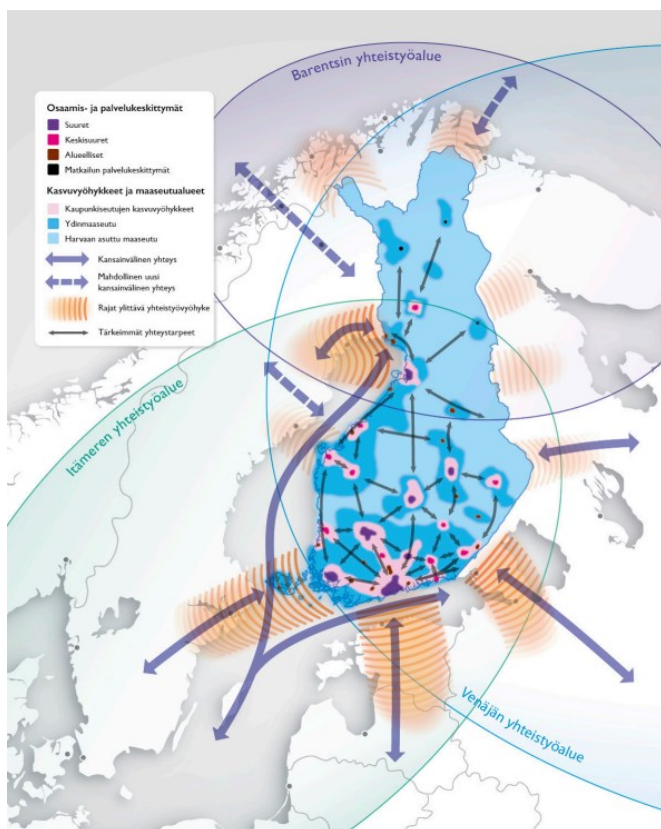 Barentsin yhteistyöalue
Osaamis- ja palvelukeskittymät
Suuret
Keskisuuret
Alueelliset
Matkailun palvelukeskittymät
Kasvuvyöhykkeet ja maaseutualueet
Kaupunkiseutujen kasvuvyöhykkeet
Ydinmaaseutu
Harvaan asuttu maaseutu
Kansainvälinen yhteys
Mahdollinen uusi
kansainvälinen yhteys
Rajat ylittävä yhteistyövyöhyke
Tärkeimmät yhteystarpeet
Itämeren yhteistyöalue
Venäjän yhteistyöalue